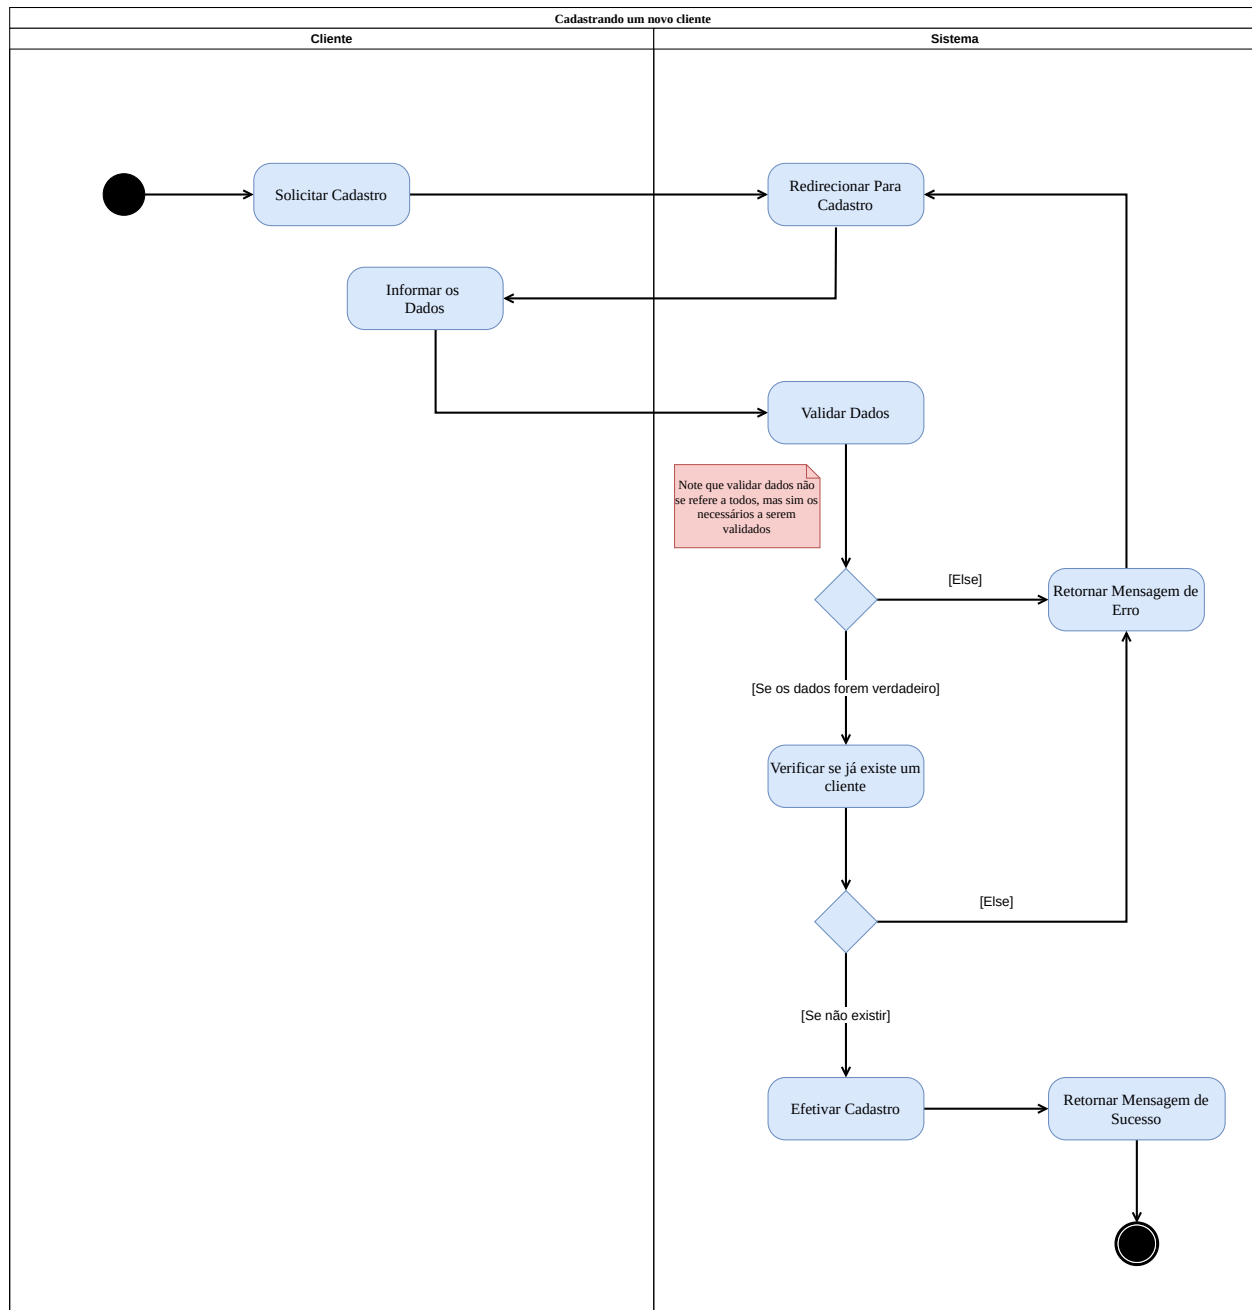 Cadastrando um novo cliente
Cliente
Sistema
Solicitar Cadastro
Redirecionar Para
Cadastro
Informar os
Dados
Validar Dados
Note que validar dados não
se refere a todos, mas sim os
necessários a serem
validados
[Else]
Retornar Mensagem de
Erro
[Se os dados forem verdadeiro]
Verificar se já existe um
cliente
[Else]
[Se não existir]
Efetivar Cadastro
Retornar Mensagem de
Sucesso